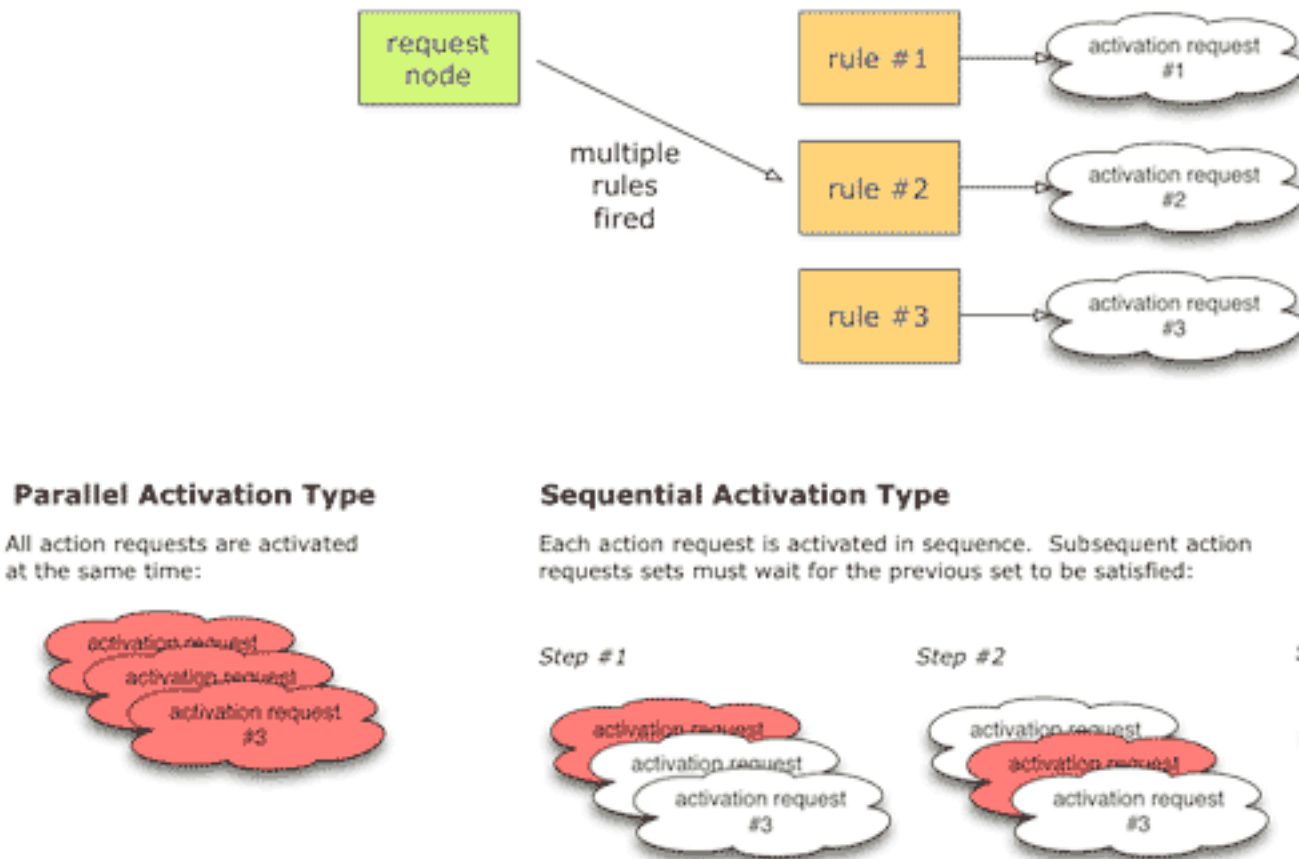 request
node
multiple
rules
fired
rule #1
activation request
#1
rule #2
activation request
#2
rule #3
activation request
#3
Parallel Activation Type
All action requests are activated
at the same time:
activation request
activation request
activation request
#3
Sequential Activation Type
Each action request is activated in sequence. Subsequent action
requests sets must wait for the previous set to be satisfied:
Step #1
activation request
activation request
activation request
#3
Step #2
activation request
activation request
activation request
#3